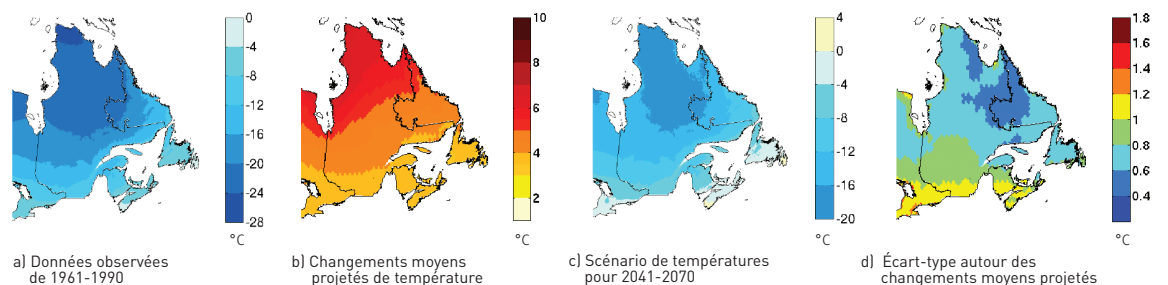 0
-4
-8
-12
-16
-20
-24
-28
°C
a) Données observées
de 1961-1990
10
8
6
4
2
°C
b) Changements moyens
projetés de température
4
0
-4
-8
-12
-16
-20
°C
c) Scénario de températures
pour 2041-2070
1.8
1.6
1.4
1.2
1
0.8
0.6
0.4
°C
d) Écart-type autour des
changements moyens projetés